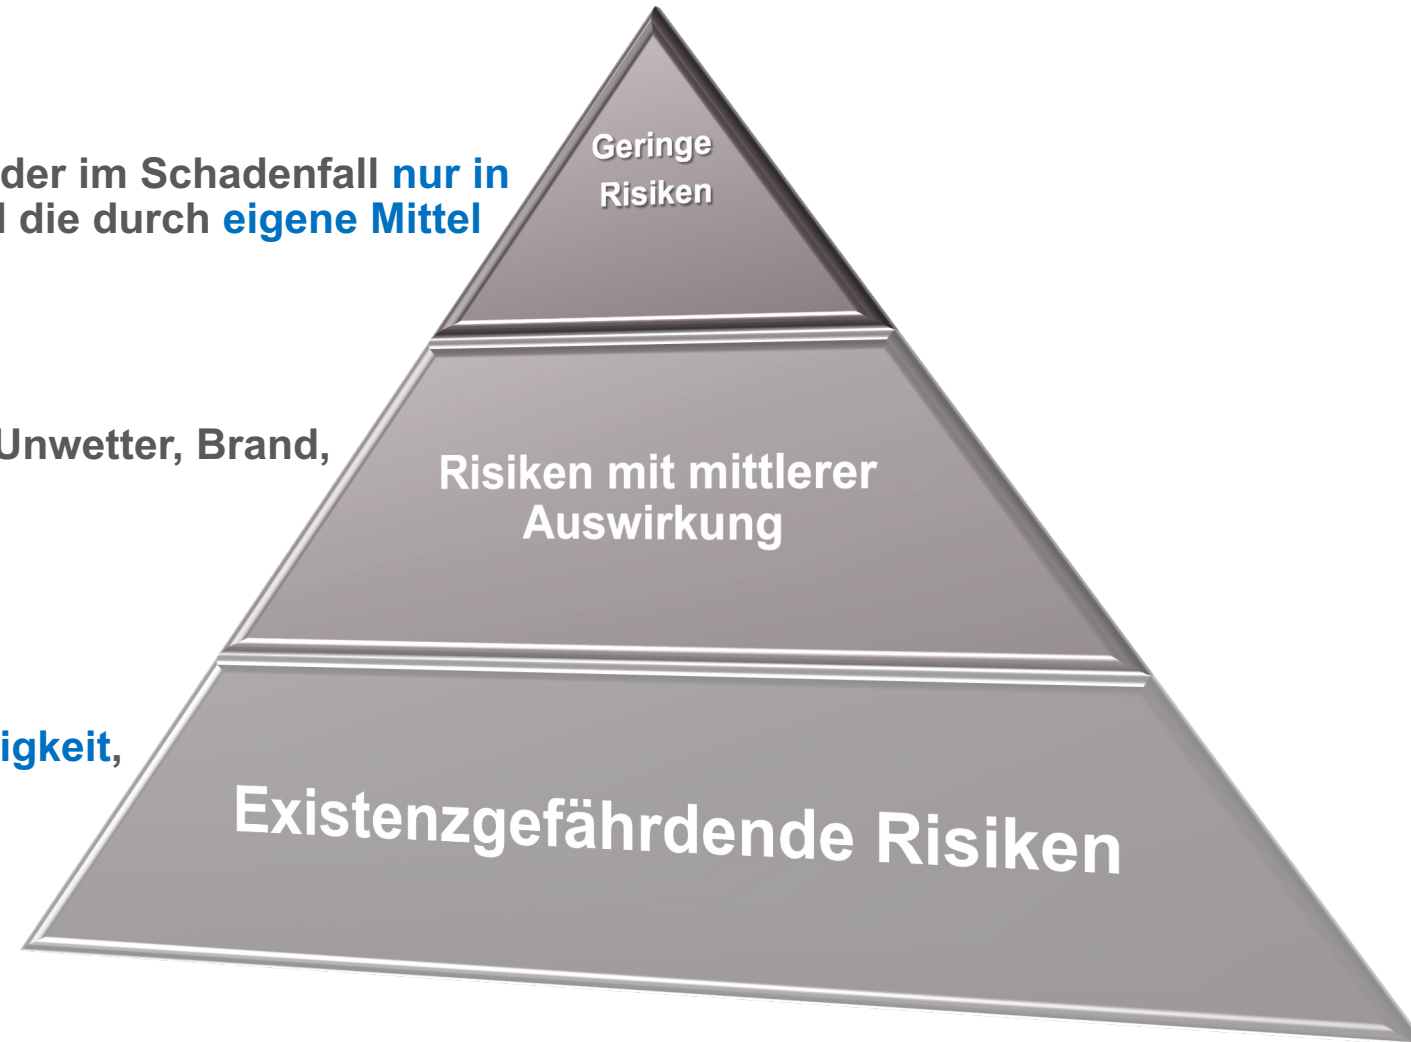 Geringe
Risiken
der im Schadenfall nur in
die durch eigene Mittel
Unwetter, Brand,
Risiken mit mittlerer
Auswirkung
igkeit,
Existenzgefährdende Risiken